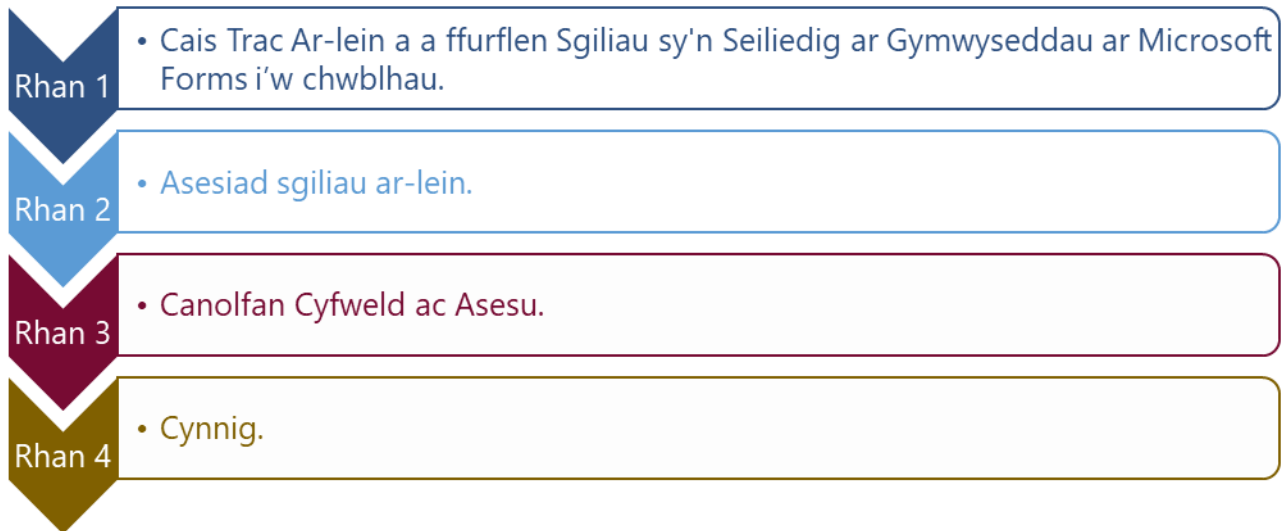 Rhan 1
• Cais Trac Ar-lein a a ffurflen Sgiliau sy'n Seiliedig ar Gymwyseddau ar Microsoft
Forms i’w chwblhau.
Rhan 2
• Asesiad sgiliau ar-lein.
Rhan 3
• Canolfan Cyfweld ac Asesu.
Rhan 4
• Cynnig.